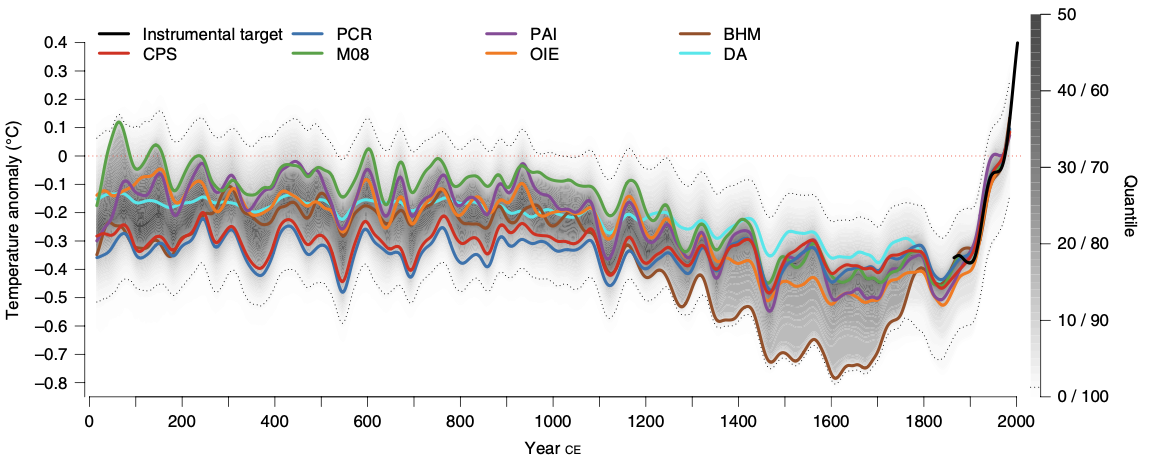 Instrumental target PCR PAI BHM
CPS M08 OIE DA
Temperature anomaly (°C)
0.4
0.3
0.2
0.1
0
−0.1
−0.2
−0.3
−0.4
−0.5
−0.6
−0.7
−0.8
0 200 400 600 800 1000 1200 1400 1600 1800 2000
Year CE
50
40 / 60
30 / 70
20 / 80
10 / 90
0 / 100
Quantile